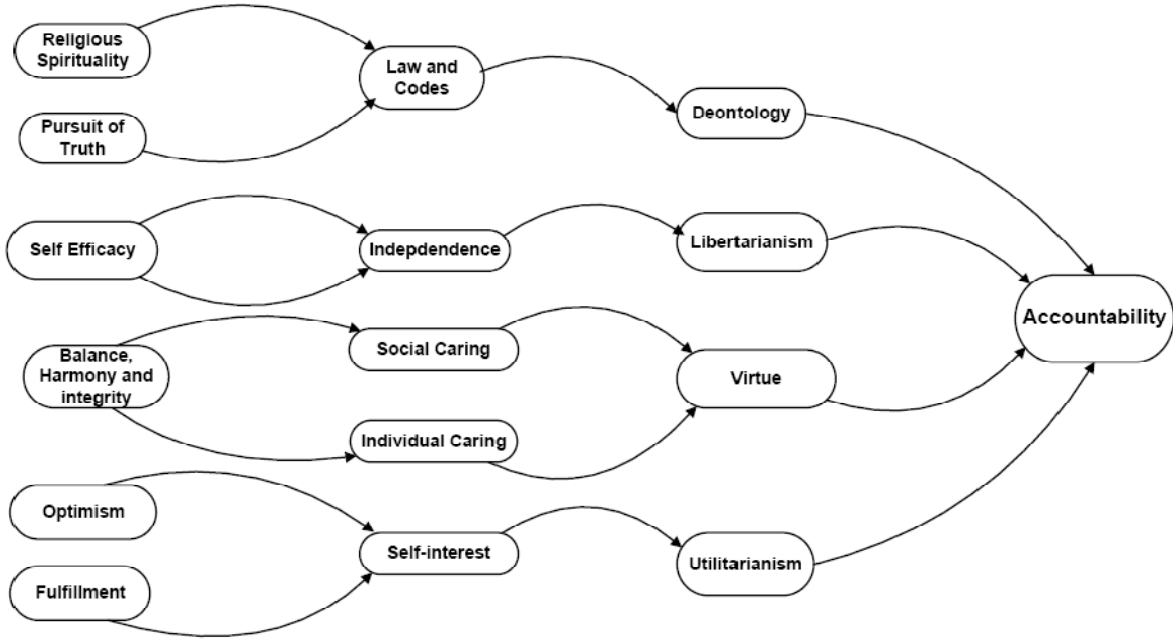 Religious
Spirituality
Law and
Codes
Pursuit of
Truth
Deontology
Self Efficacy
Indepdendence
Libertarianism
Accountability
Balance,
Harmony and
integrity
Social Caring
Individual Caring
Virtue
Optimism
Fulfillment
Self-interest
Utilitarianism